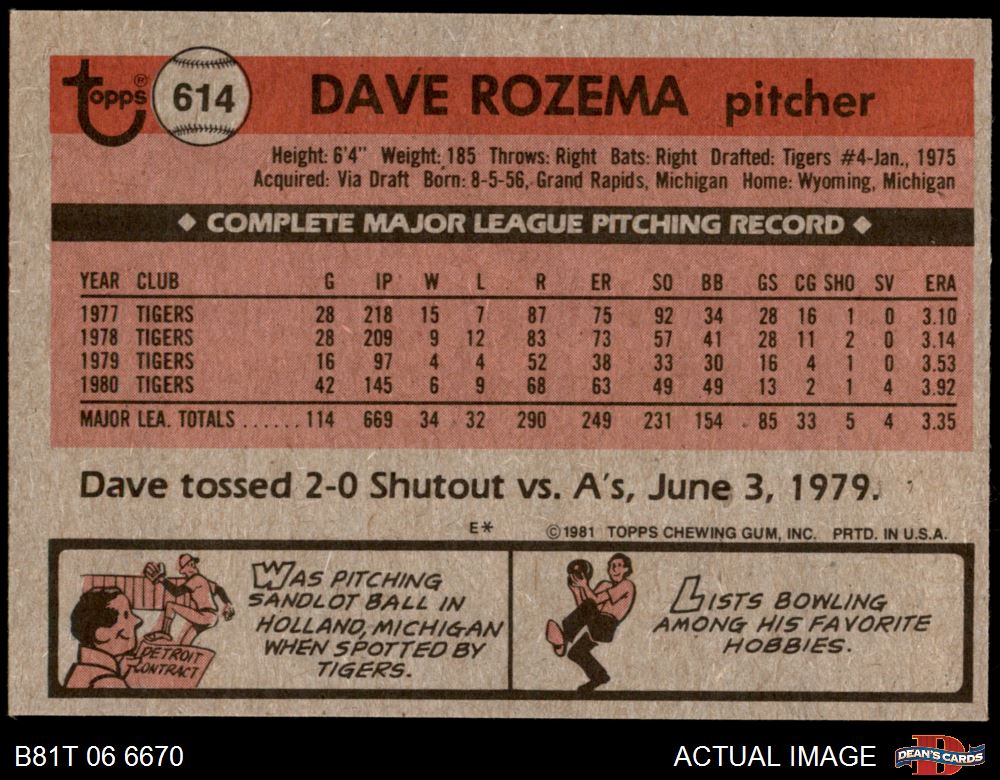 Topps® 614 DAVE ROZEMA pitcher
Height: 6'4" Weight: 185 Throws: Right Bats: Right Drafted: Tigers #4-Jan., 1975
Acquired: Via Draft Born: 8-5-56, Grand Rapids, Michigan Home: Wyoming, Michigan
◆ COMPLETE MAJOR LEAGUE PITCHING RECORD ◆
YEAR CLUB G IP W L R ER SO BB GS CG SHO SV ERA
1977 TIGERS 28 218 15 7 87 75 92 34 28 16 1 0 3.10
1978 TIGERS 28 209 9 12 83 73 57 41 28 11 2 0 3.14
1979 TIGERS 16 97 4 4 52 38 33 30 16 4 1 0 3.53
1980 TIGERS 42 145 6 9 68 63 49 49 13 2 1 4 3.92
MAJOR LEA. TOTALS ...... 114 669 34 32 290 249 231 154 85 33 5 4 3.35
Dave tossed 2-0 Shutout vs. A's, June 3, 1979.
E* ©1981 TOPPS CHEWING GUM, INC. PRTD. IN U.S.A.
WAS PITCHING
SANDLOT BALL IN
HOLLAND, MICHIGAN
WHEN SPOTTED BY
TIGERS.
DETROIT
CONTRACT
LISTS BOWLING
AMONG HIS FAVORITE
HOBBIES.
B81T 06 6670 ACTUAL IMAGE DEAN'S CARDS